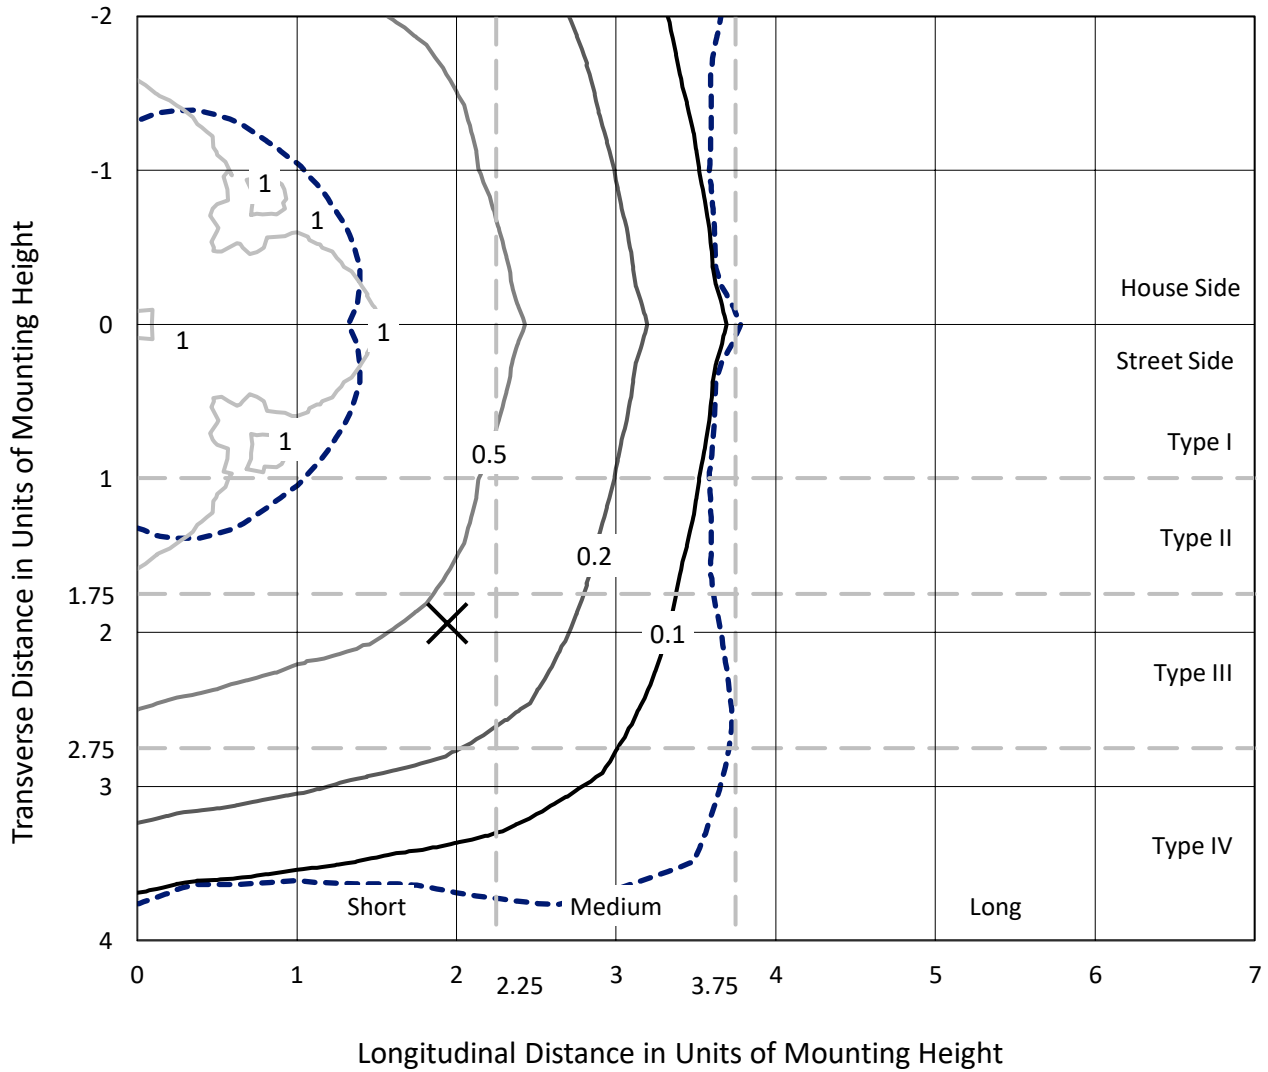 -2
-1
0
1
1.75
2
2.75
3
4
Transverse Distance in Units of Mounting Height
1
1
1
1
1
0.5
0.2
0.1
House Side
Street Side
Type I
Type II
Type III
Type IV
Short
Medium
Long
0
1
2
2.25
3
3.75
4
5
6
7
Longitudinal Distance in Units of Mounting Height